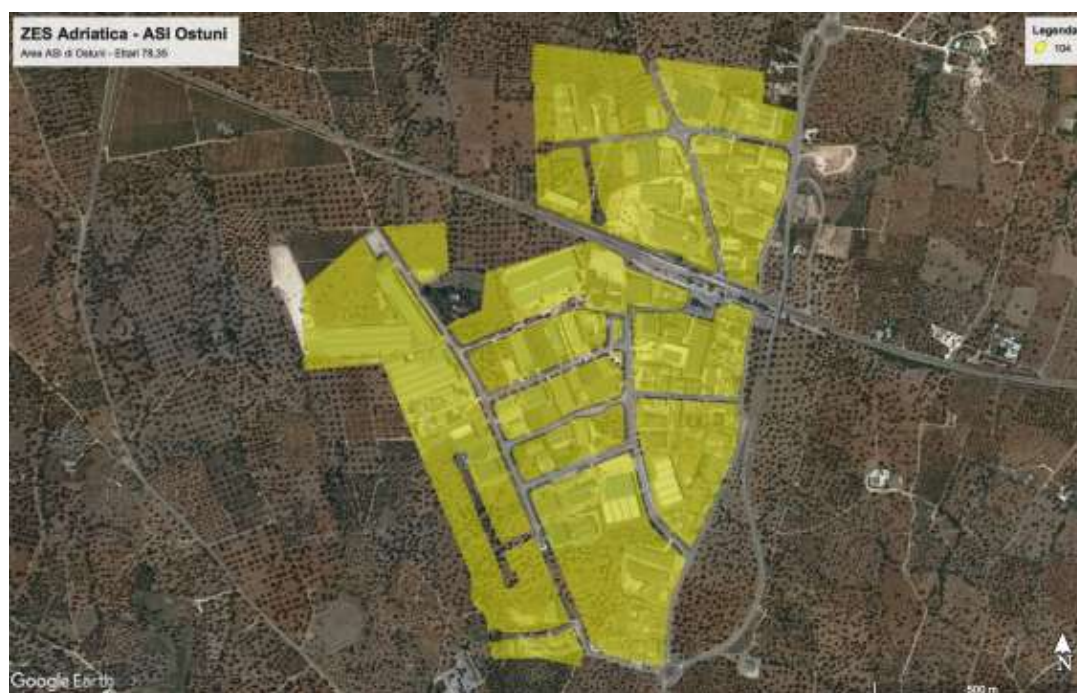 ZES Adriatica - ASI Ostuni
Area ASI di Ostuni - Ettari 78,35
Legenda
104
Google Earth
N
500 m